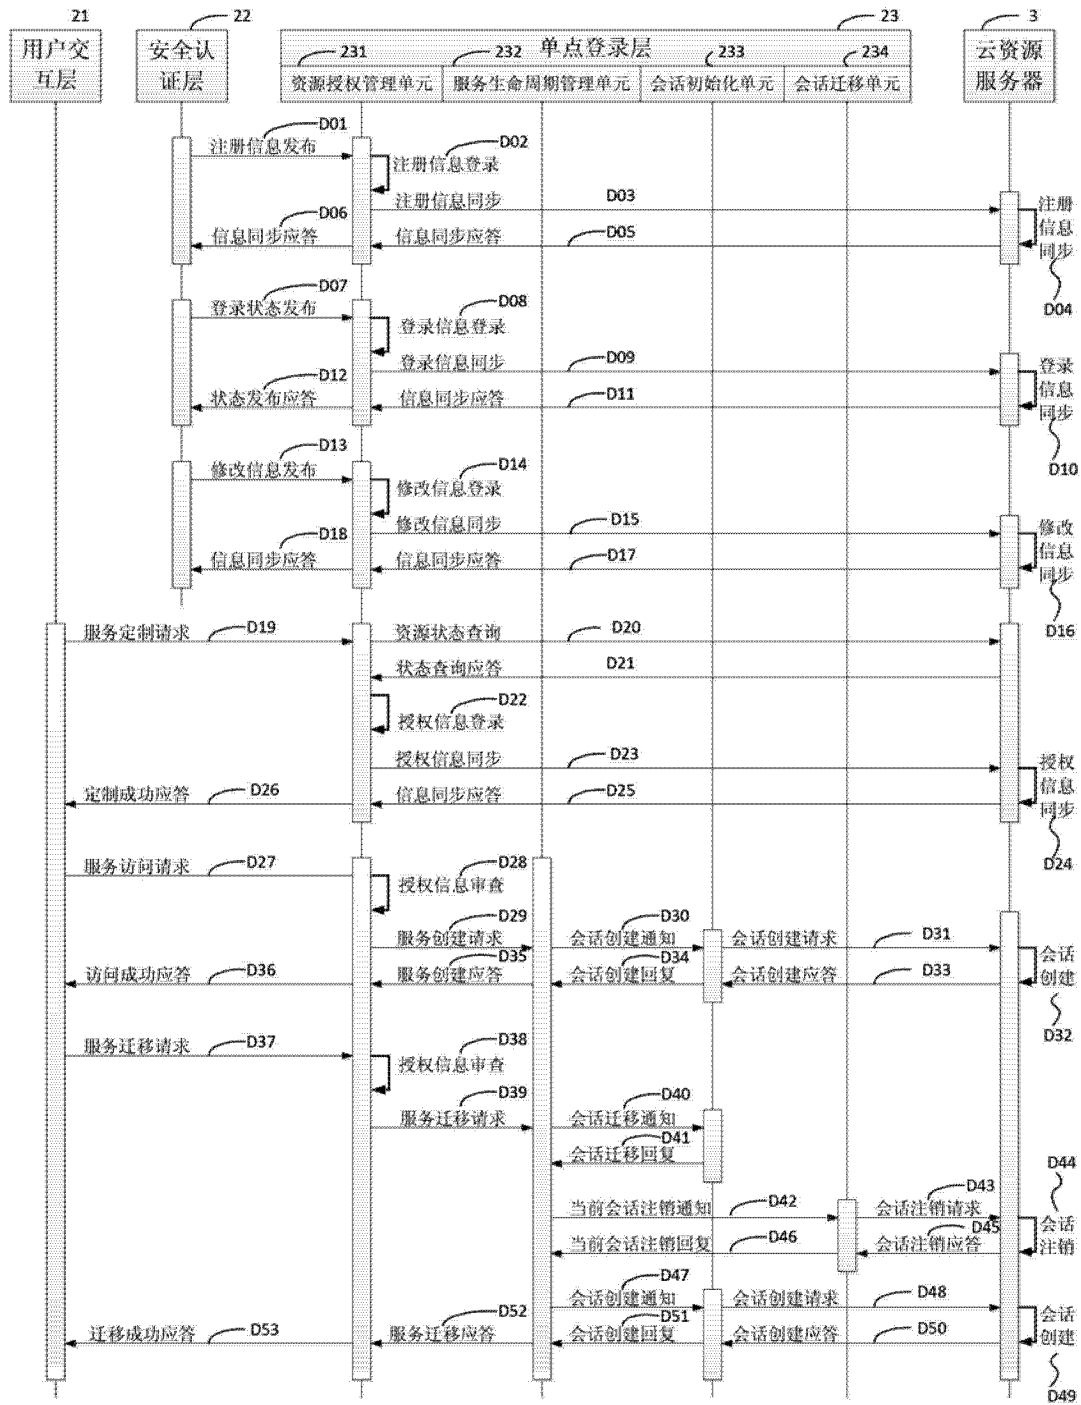 21
22
23
3
用户交
互层
安全认
证层
单点登录层
云资源
服务器
231
232
233
234
资源授权管理单元
服务生命周期管理单元
会话初始化单元
会话迁移单元
D01
注册信息发布
D02
注册信息登录
注册信息同步
D03
注册
信息
同步
D06
信息同步应答
信息同步应答
D05
D04
D07
登录状态发布
D08
登录信息登录
登录信息同步
D09
登录
信息
同步
D12
状态发布应答
信息同步应答
D11
D10
D13
修改信息发布
D14
修改信息登录
修改信息同步
D15
修改
信息
同步
D18
信息同步应答
信息同步应答
D17
D16
服务定制请求
D19
资源状态查询
D20
状态查询应答
D21
D22
授权信息登录
授权信息同步
D23
授权
信息
同步
定制成功应答
D26
信息同步应答
D25
D24
服务访问请求
D27
D28
授权信息审查
D29
服务创建请求
D30
会话创建通知
会话创建请求
D31
会话
创建
访问成功应答
D36
D35
服务创建应答
D34
会话创建回复
会话创建应答
D33
D32
服务迁移请求
D37
D38
授权信息审查
D39
服务迁移请求
D40
会话迁移通知
D41
会话迁移回复
D44
当前会话注销通知
D42
D43
会话注销请求
会话
注销
当前会话注销回复
D46
D45
会话注销应答
D47
会话创建通知
会话创建请求
D48
会话
创建
迁移成功应答
D53
D52
服务迁移应答
D51
会话创建回复
会话创建应答
D50
D49